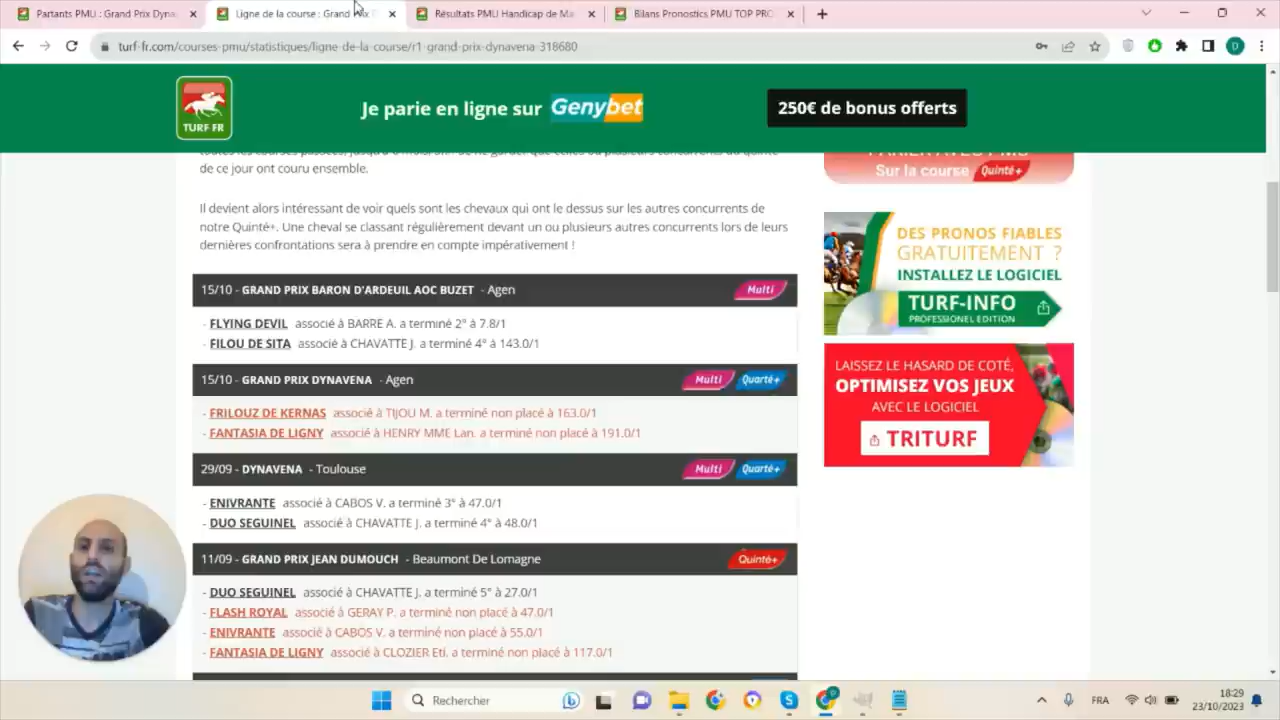 Partants PMU : Grand Prix Dyna
Ligne de la course : Grand Prix
Résultats PMU Handicap de Ma
Bilans Pronostics PMU TOP PRO
turf-fr.com/courses-pmu/statistiques/ligne-de-la-course/r1-grand-prix-dynavena-318680
D
TURF FR
Je parie en ligne sur Genybet
250€ de bonus offerts
de ce jour ont couru ensemble.
Il devient alors intéressant de voir quels sont les chevaux qui ont le dessus sur les autres concurrents de
notre Quinté+. Une cheval se classant régulièrement devant un ou plusieurs autres concurrents lors de leurs
dernières confrontations sera à prendre en compte impérativement !
15/10 - GRAND PRIX BARON D'ARDEUIL AOC BUZET - Agen Multi
- FLYING DEVIL associé à BARRE A. a terminé 2° à 7.8/1
- FILOU DE SITA associé à CHAVATTE J. a terminé 4° à 143.0/1
15/10 - GRAND PRIX DYNAVENA - Agen Multi Quarté+
- FRILOUZ DE KERNAS associé à TIJOU M. a terminé non placé à 163.0/1
- FANTASIA DE LIGNY associé à HENRY MME Lan. a terminé non placé à 191.0/1
29/09 - DYNAVENA - Toulouse Multi Quarté+
- ENIVRANTE associé à CABOS V. a terminé 3° à 47.0/1
- DUO SEGUINEL associé à CHAVATTE J. a terminé 4° à 48.0/1
11/09 - GRAND PRIX JEAN DUMOUCH - Beaumont De Lomagne Quinté+
- DUO SEGUINEL associé à CHAVATTE J. a terminé 5° à 27.0/1
- FLASH ROYAL associé à GERAY P. a terminé non placé à 47.0/1
- ENIVRANTE associé à CABOS V. a terminé non placé à 55.0/1
- FANTASIA DE LIGNY associé à CLOZIER Eti. a terminé non placé à 117.0/1
PARIER AVEC PMU
Sur la course Quinté+
DES PRONOS FIABLES
GRATUITEMENT ?
INSTALLEZ LE LOGICIEL
TURF-INFO
PROFESSIONEL EDITION
LAISSEZ LE HASARD DE COTÉ,
OPTIMISEZ VOS JEUX
AVEC LE LOGICIEL
TRITURF
Rechercher
FRA
18:29
23/10/2023